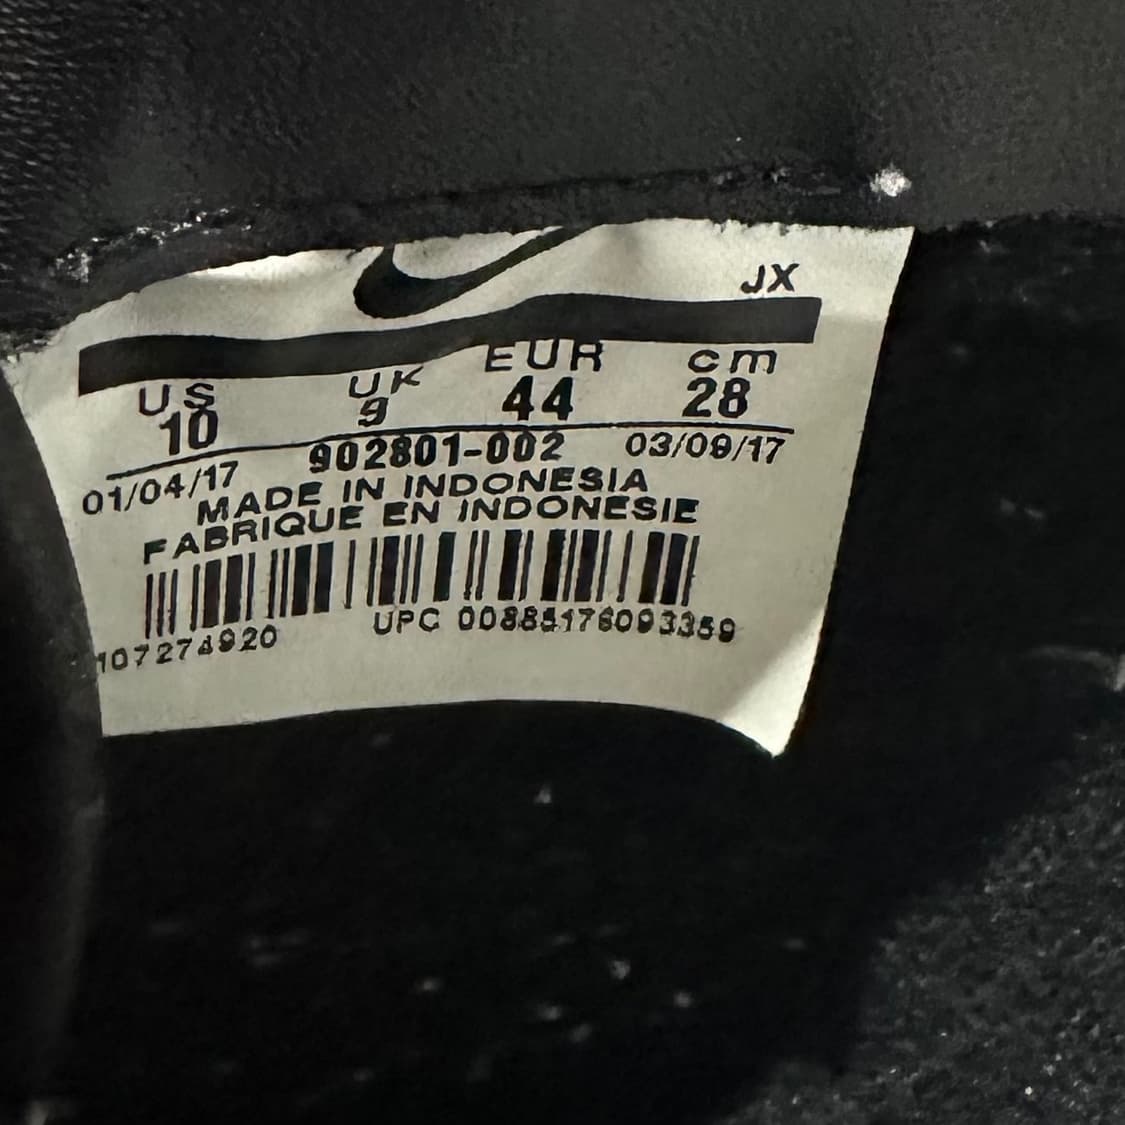 JX
US UK EUR cm
10 9 44 28
01/04/17 902801-002 03/09/17
MADE IN INDONESIA
FABRIQUE EN INDONESIE
107274920 UPC 00885176093359